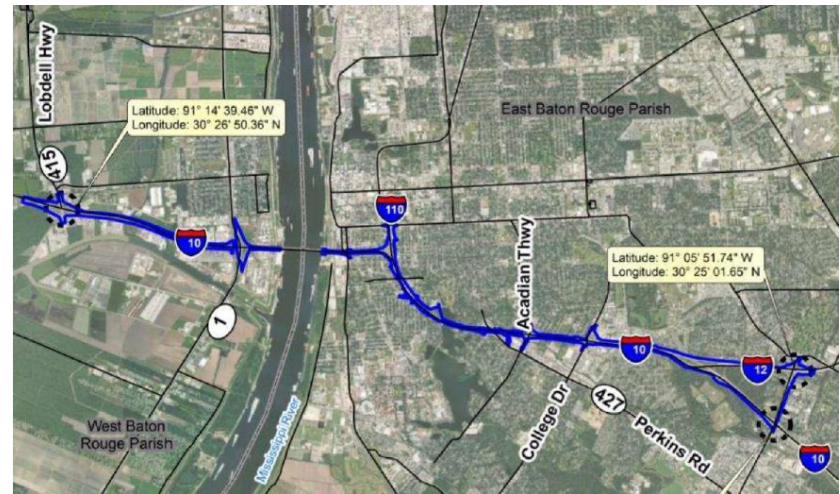 Lobdell Hwy
Latitude: 91° 14' 39.46" W
Longitude: 30° 26' 50.36" N
East Baton Rouge Parish
415
110
10
Latitude: 91° 05' 51.74" W
Longitude: 30° 25' 01.65" N
Acadian Thwy
1
10
12
427
College Dr
Perkins Rd
West Baton
Rouge Parish
Mississippi River
10